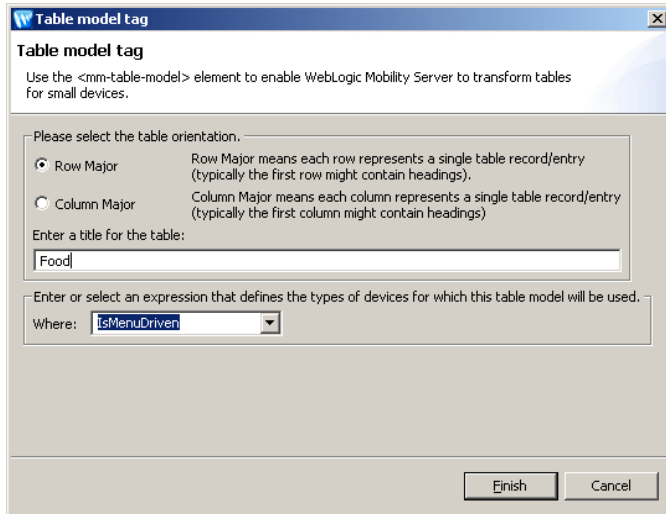 Table model tag
Table model tag
Use the <mm-table-model> element to enable WebLogic Mobility Server to transform tables
for small devices.
Please select the table orientation.
Row Major
Row Major means each row represents a single table record/entry
(typically the first row might contain headings).
Column Major
Column Major means each column represents a single table record/entry
(typically the first column might contain headings)
Enter a title for the table:
Food
Enter or select an expression that defines the types of devices for which this table model will be used.
Where: IsMenuDriven
Finish Cancel